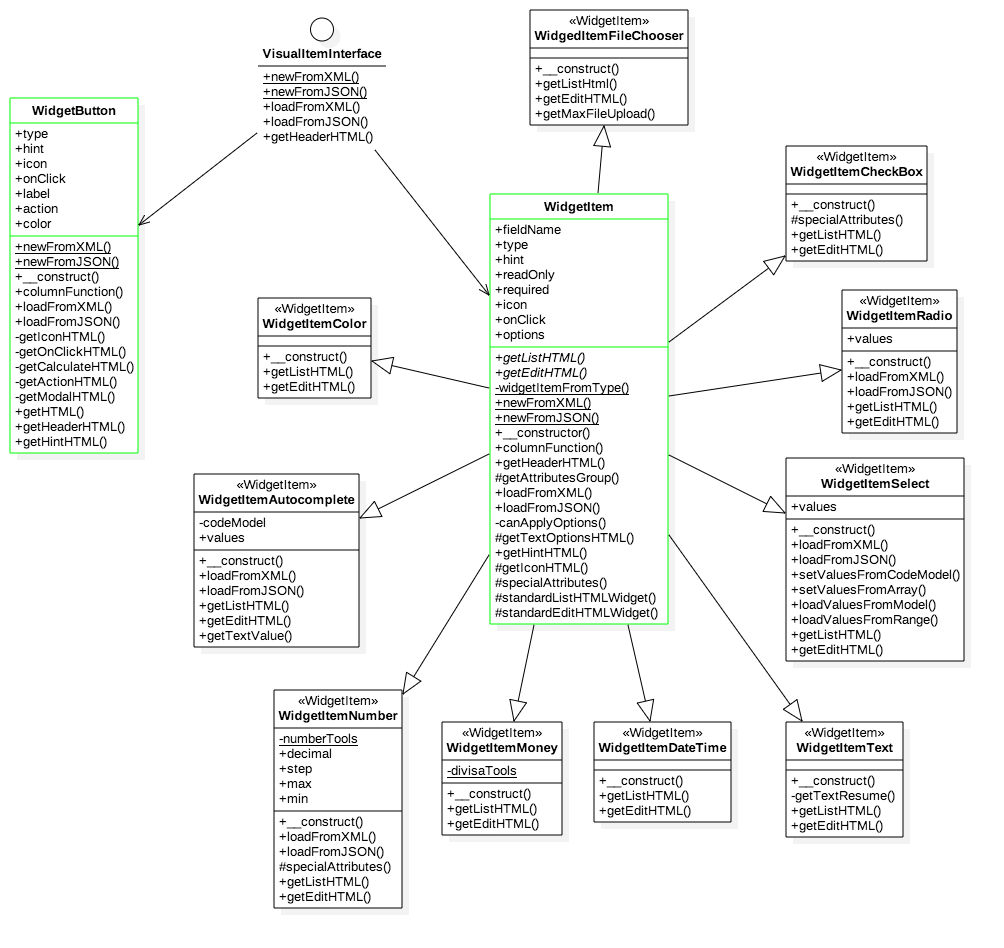 VisualItemInterface
+newFromXML()
+newFromJSON()
+loadFromXML()
+loadFromJSON()
+getHeaderHTML()
«WidgetItem»
WidgedItemFileChooser
+__construct()
+getListHtml()
+getEditHTML()
+getMaxFileUpload()
WidgetButton
+type
+hint
+icon
+onClick
+label
+action
+color
+newFromXML()
+newFromJSON()
+__construct()
+columnFunction()
+loadFromXML()
+loadFromJSON()
-getIconHTML()
-getOnClickHTML()
-getCalculateHTML()
-getActionHTML()
-getModalHTML()
+getHTML()
+getHeaderHTML()
+getHintHTML()
WidgetItem
+fieldName
+type
+hint
+readOnly
+required
+icon
+onClick
+options
+getListHTML()
+getEditHTML()
-widgetItemFromType()
+newFromXML()
+newFromJSON()
+__constructor()
+columnFunction()
+getHeaderHTML()
#getAttributesGroup()
+loadFromXML()
+loadFromJSON()
-canApplyOptions()
#getTextOptionsHTML()
+getHintHTML()
#getIconHTML()
#specialAttributes()
#standardListHTMLWidget()
#standardEditHTMLWidget()
«WidgetItem»
WidgetItemCheckBox
+__construct()
#specialAttributes()
+getListHTML()
+getEditHTML()
«WidgetItem»
WidgetItemColor
+__construct()
+getListHTML()
+getEditHTML()
«WidgetItem»
WidgetItemRadio
+values
+__construct()
+loadFromXML()
+loadFromJSON()
+getListHTML()
+getEditHTML()
«WidgetItem»
WidgetItemAutocomplete
-codeModel
+values
+__construct()
+loadFromXML()
+loadFromJSON()
+getListHTML()
+getEditHTML()
+getTextValue()
«WidgetItem»
WidgetItemSelect
+values
+__construct()
+loadFromXML()
+loadFromJSON()
+setValuesFromCodeModel()
+setValuesFromArray()
+loadValuesFromModel()
+loadValuesFromRange()
+getListHTML()
+getEditHTML()
«WidgetItem»
WidgetItemNumber
-numberTools
+decimal
+step
+max
+min
+__construct()
+loadFromXML()
+loadFromJSON()
#specialAttributes()
+getListHTML()
+getEditHTML()
«WidgetItem»
WidgetItemMoney
-divisaTools
+__construct()
+getListHTML()
+getEditHTML()
«WidgetItem»
WidgetItemDateTime
+__construct()
+getListHTML()
+getEditHTML()
«WidgetItem»
WidgetItemText
+__construct()
-getTextResume()
+getListHTML()
+getEditHTML()